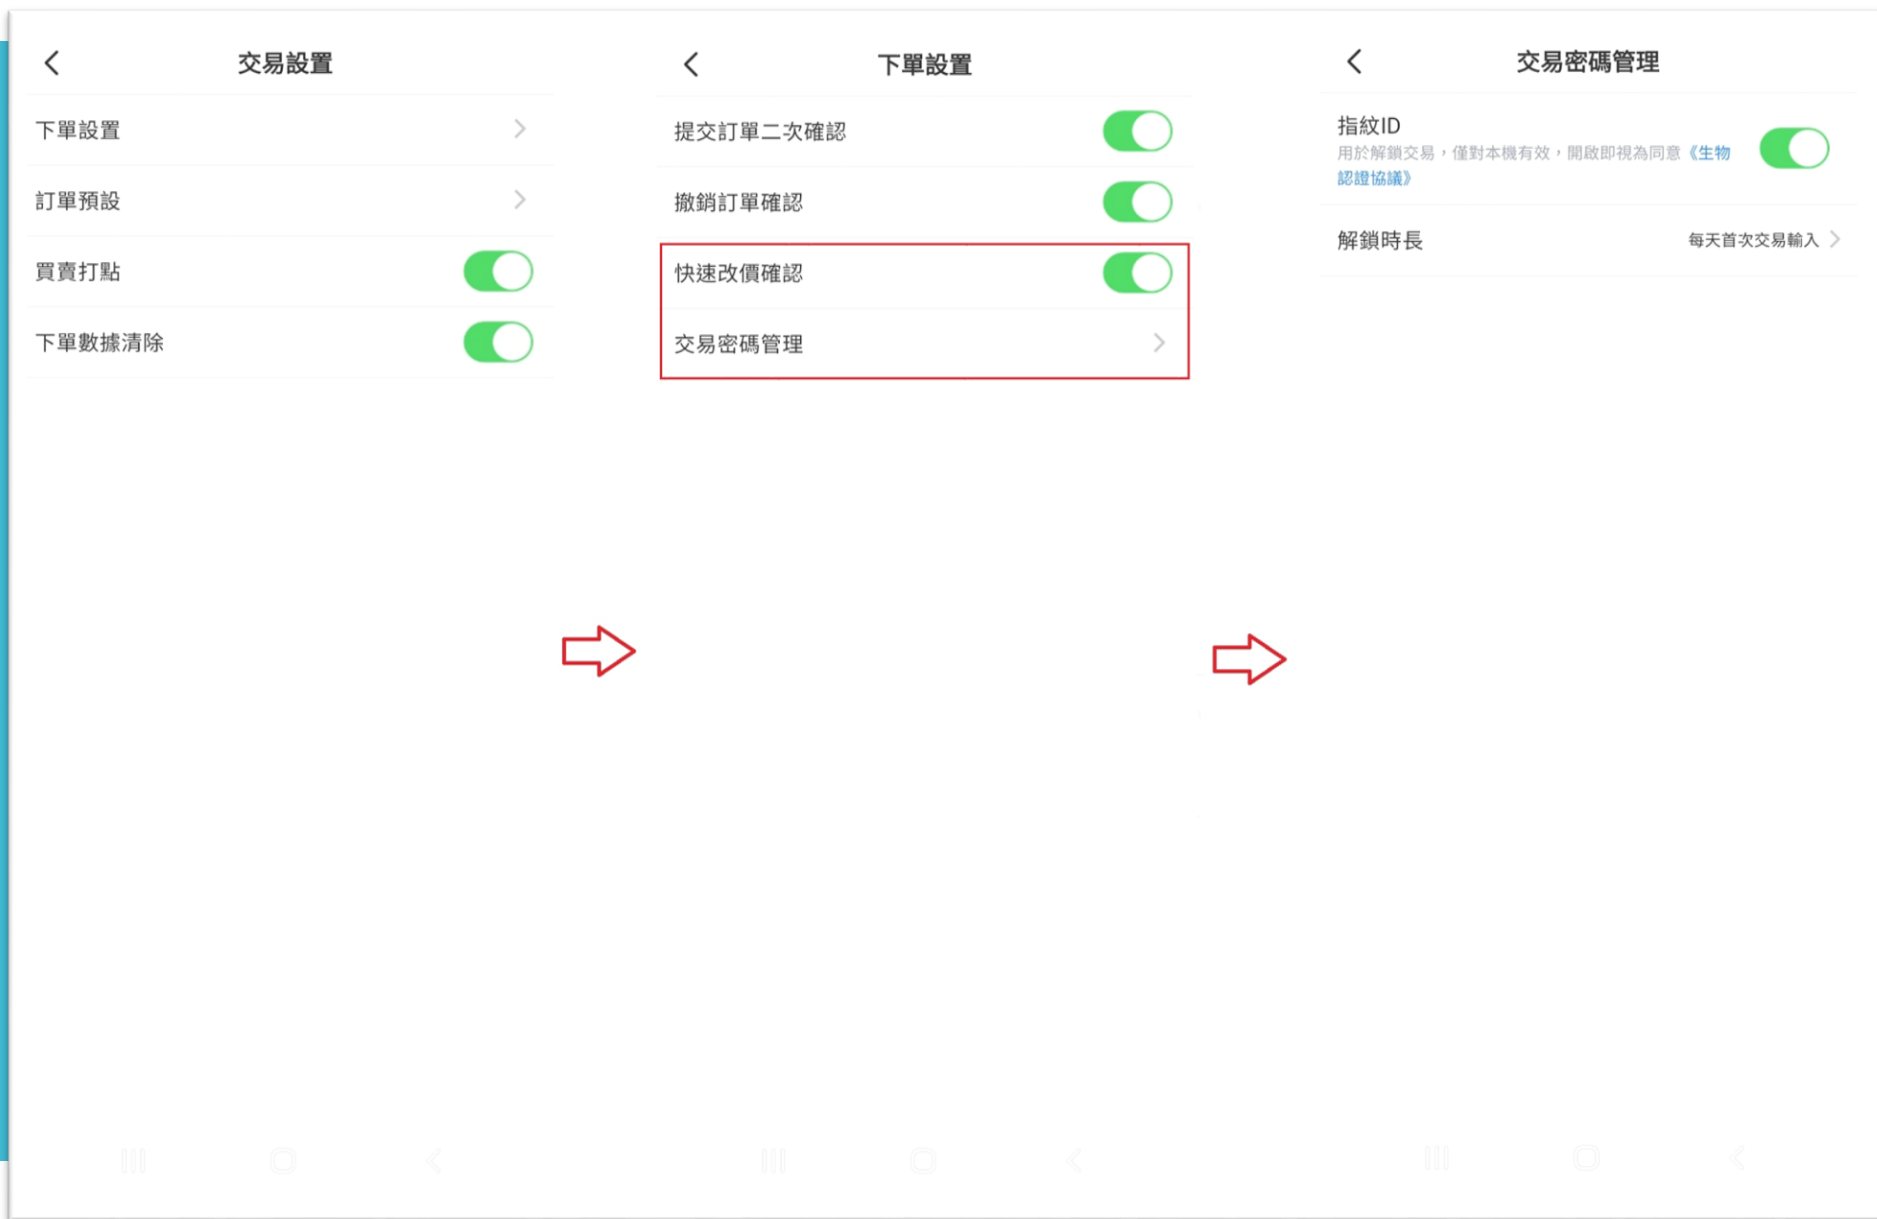 交易設置
下單設置
訂單預設
買賣打點
下單數據清除
下單設置
提交訂單二次確認
撤銷訂單確認
快速改價確認
交易密碼管理
交易密碼管理
指紋ID
用於解鎖交易，僅對本機有效，開啟即視為同意《生物
認證協議》
解鎖時長 每天首次交易輸入